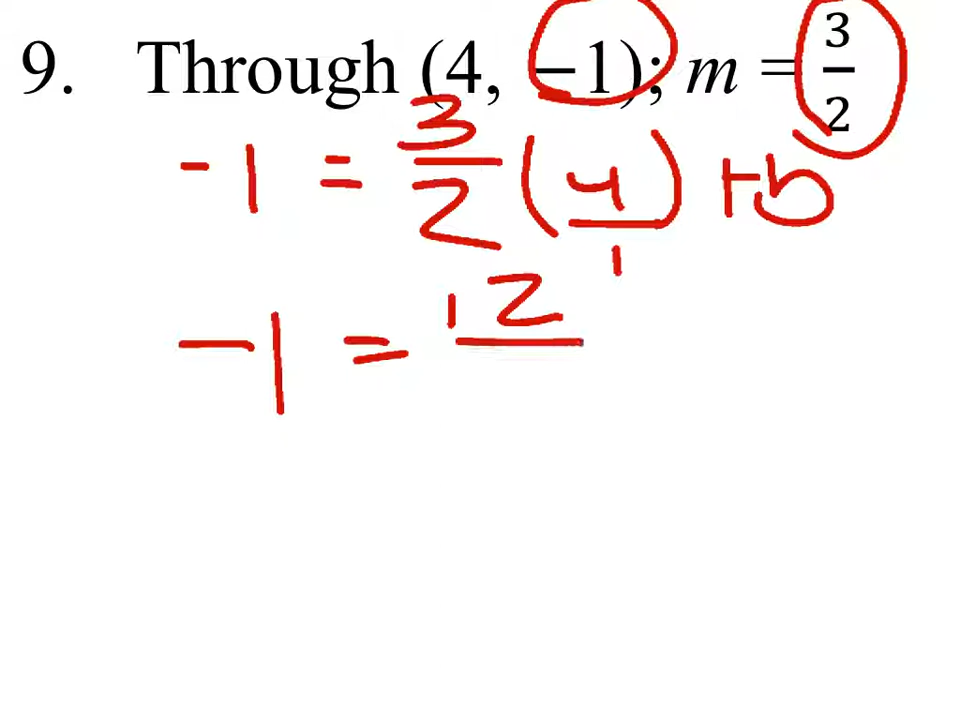 9. Through (4, −1); m = 3/2
-1 = 3/2 (4/1) + b
-1 = 12/